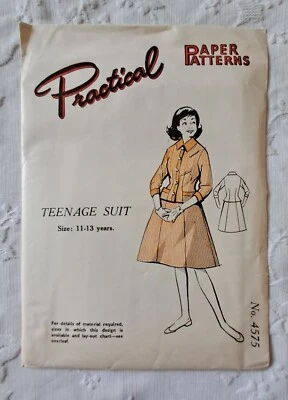 Practical
PAPER
PATTERNS
TEENAGE SUIT
Size: 11-13 years.
For details of material required,
sizes in which this design is
available and lay-out chart—see
overleaf.
No. 4575